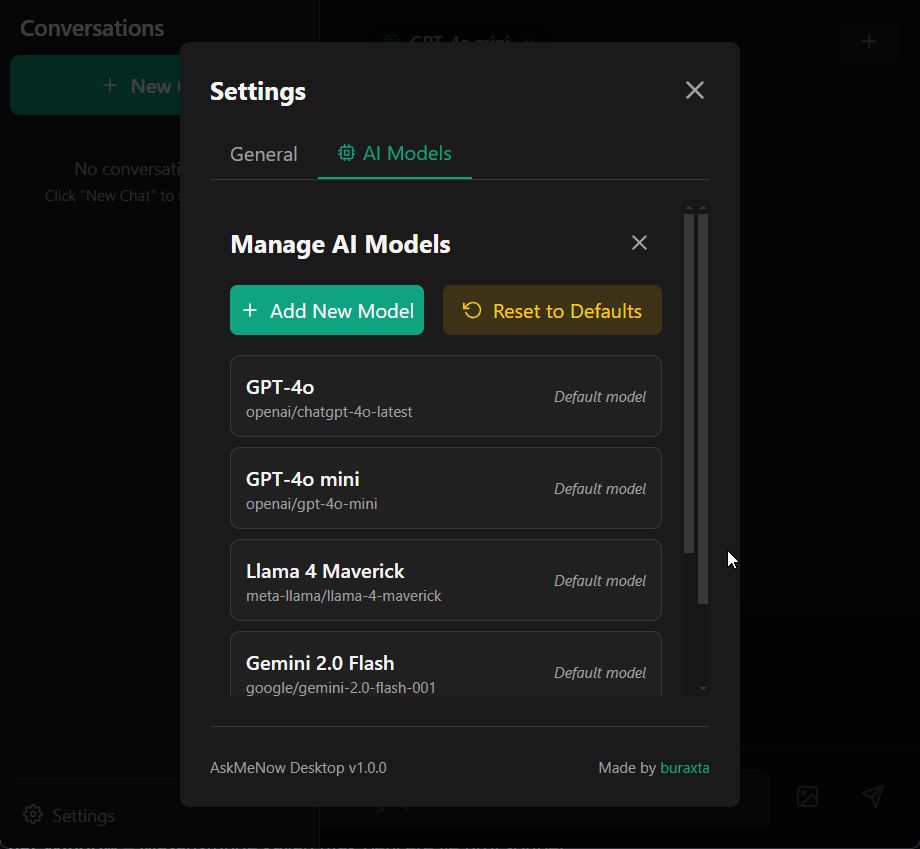 Conversations
GPT-4o mini
+ New
No conversati
Click "New Chat" to s
Settings
General
AI Models
Manage AI Models
+ Add New Model
Reset to Defaults
GPT-4o
openai/chatgpt-4o-latest
Default model
GPT-4o mini
openai/gpt-4o-mini
Default model
Llama 4 Maverick
meta-llama/llama-4-maverick
Default model
Gemini 2.0 Flash
google/gemini-2.0-flash-001
Default model
AskMeNow Desktop v1.0.0
Made by buraxta
Settings